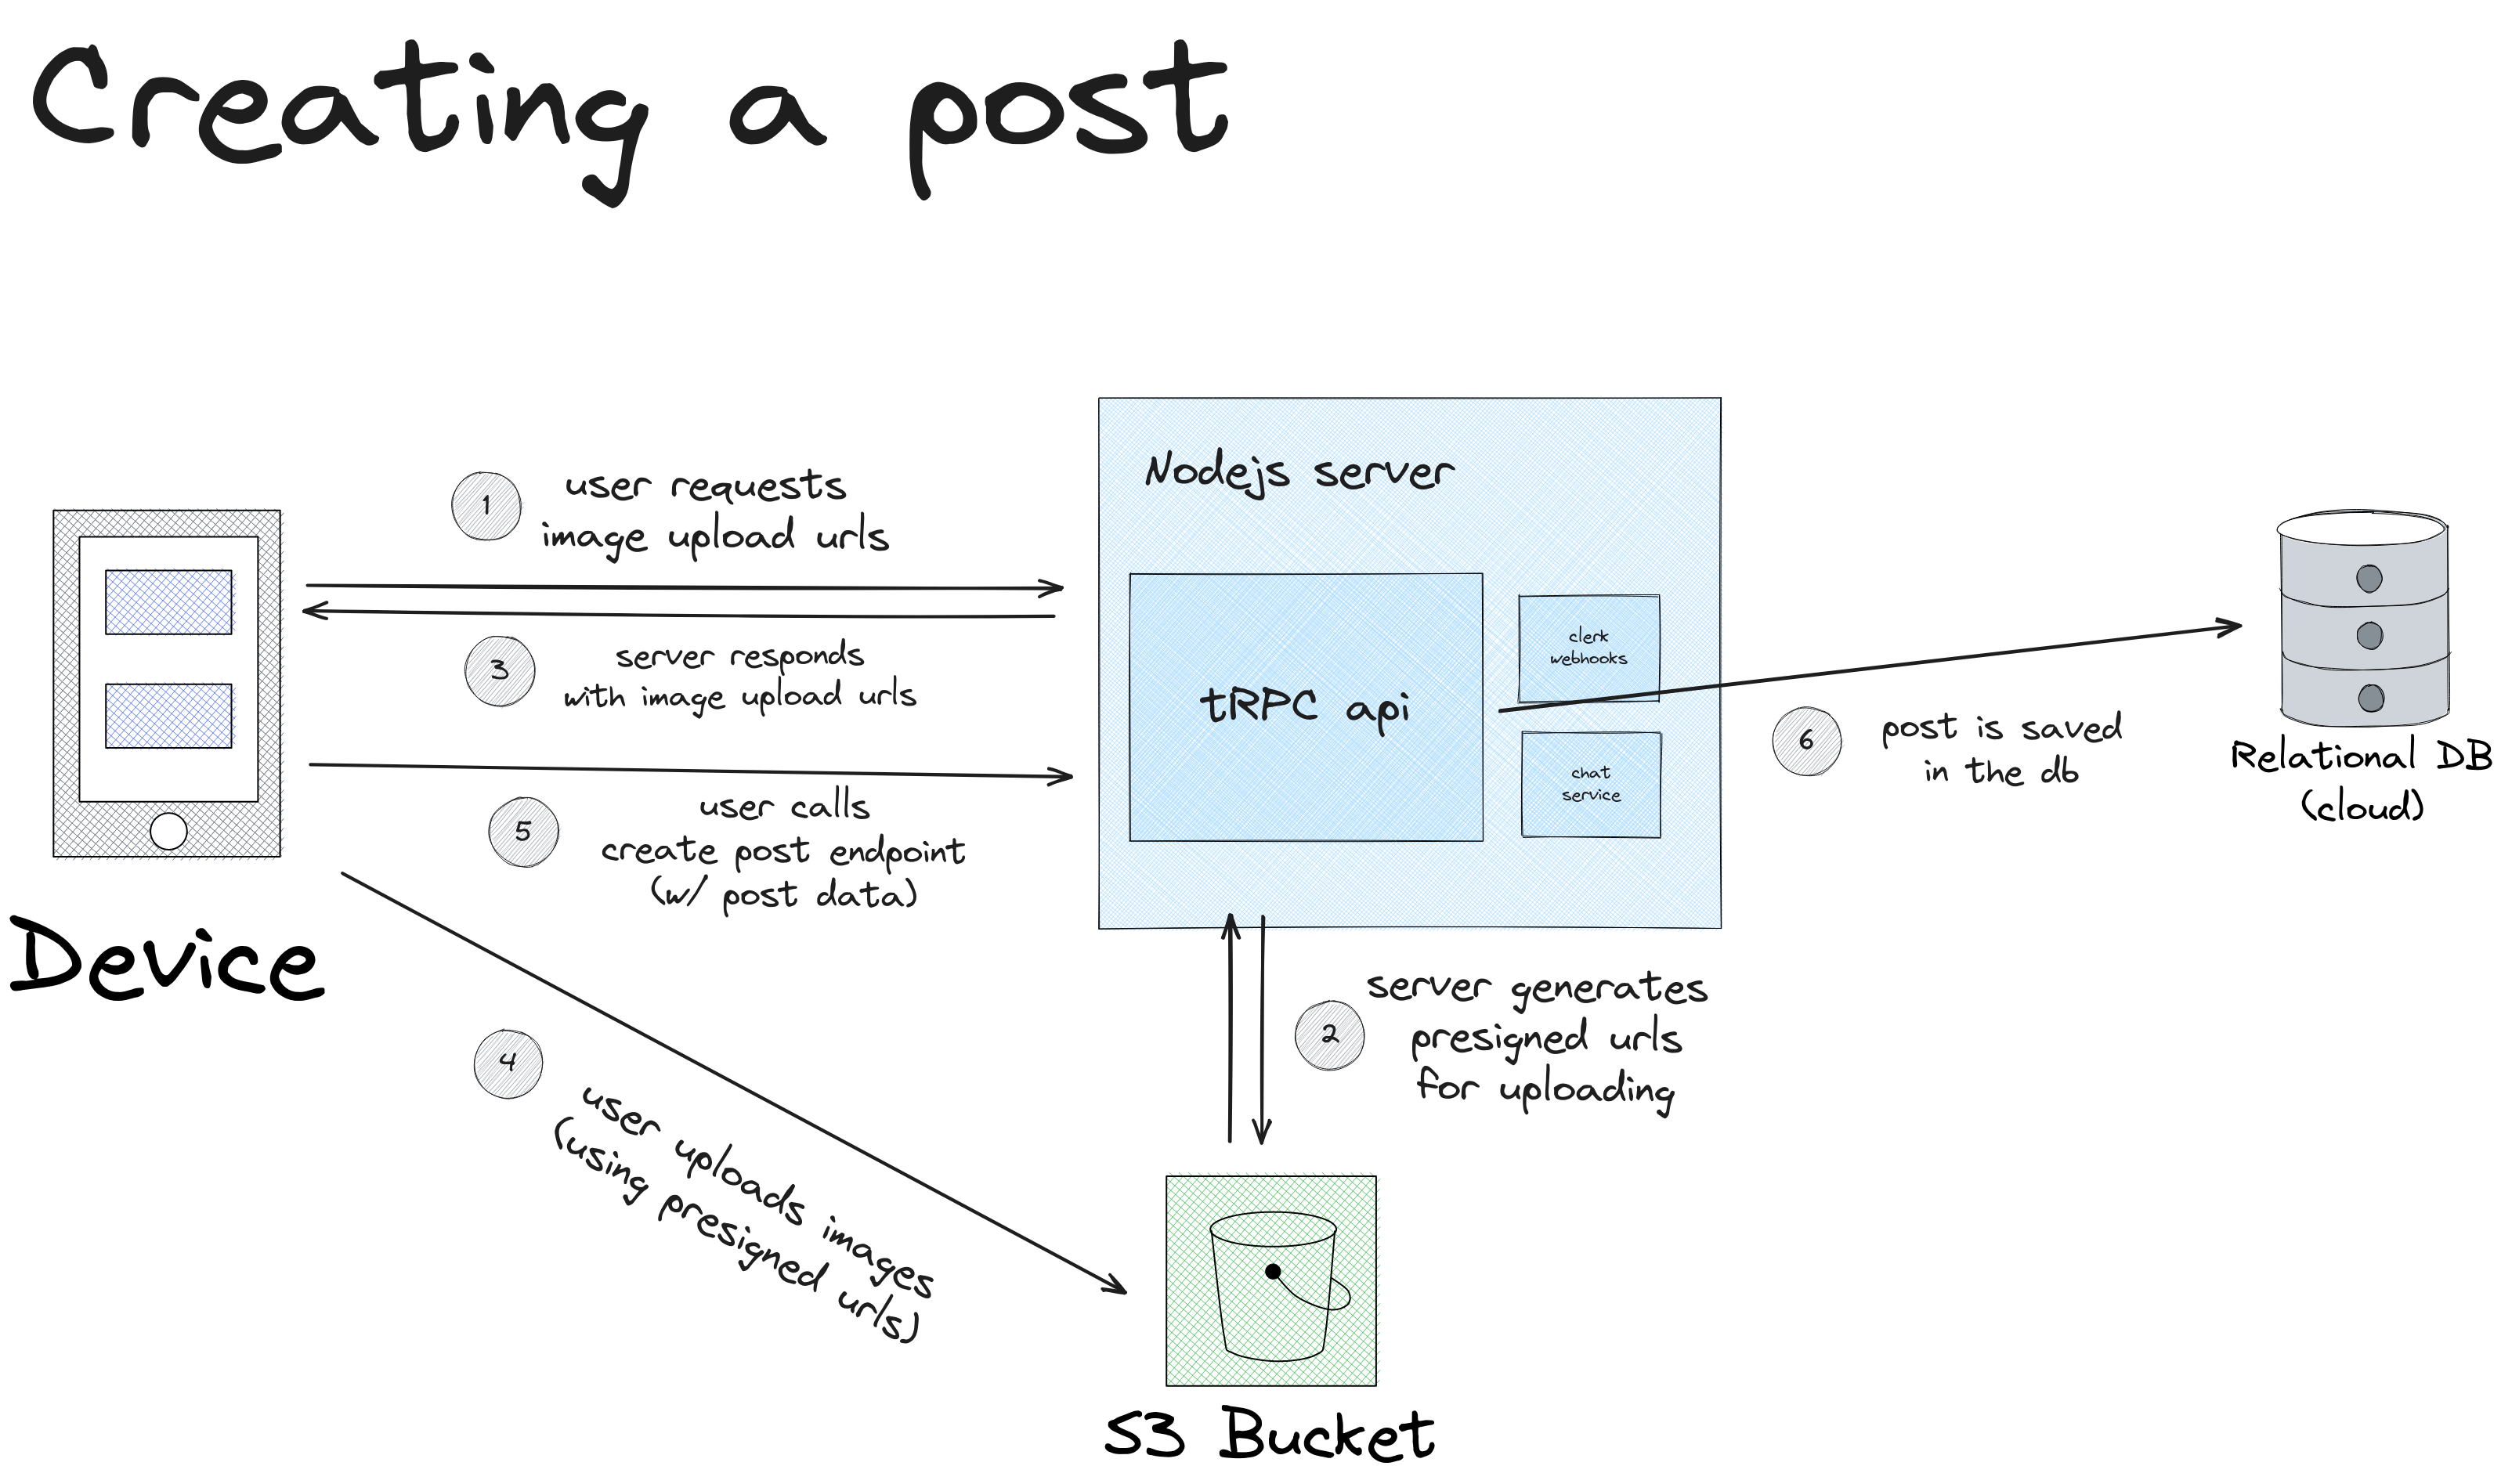 Creating a post
1
user requests
image upload urls
3
server responds
with image upload urls
5
user calls
create post endpoint
(w/ post data)
Device
4
user uploads images
(using presigned urls)
Nodejs server
tRPC api
clerk
webhooks
chat
service
2
server generates
presigned urls
for uploading
S3 Bucket
6
post is saved
in the db
Relational DB
(cloud)